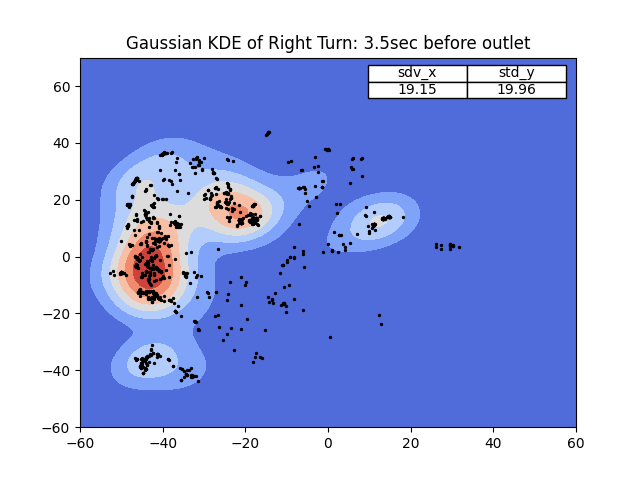 Gaussian KDE of Right Turn: 3.5sec before outlet
sdv_x std_y
19.15 19.96
60
40
20
0
−20
−40
−60
−60 −40 −20 0 20 40 60